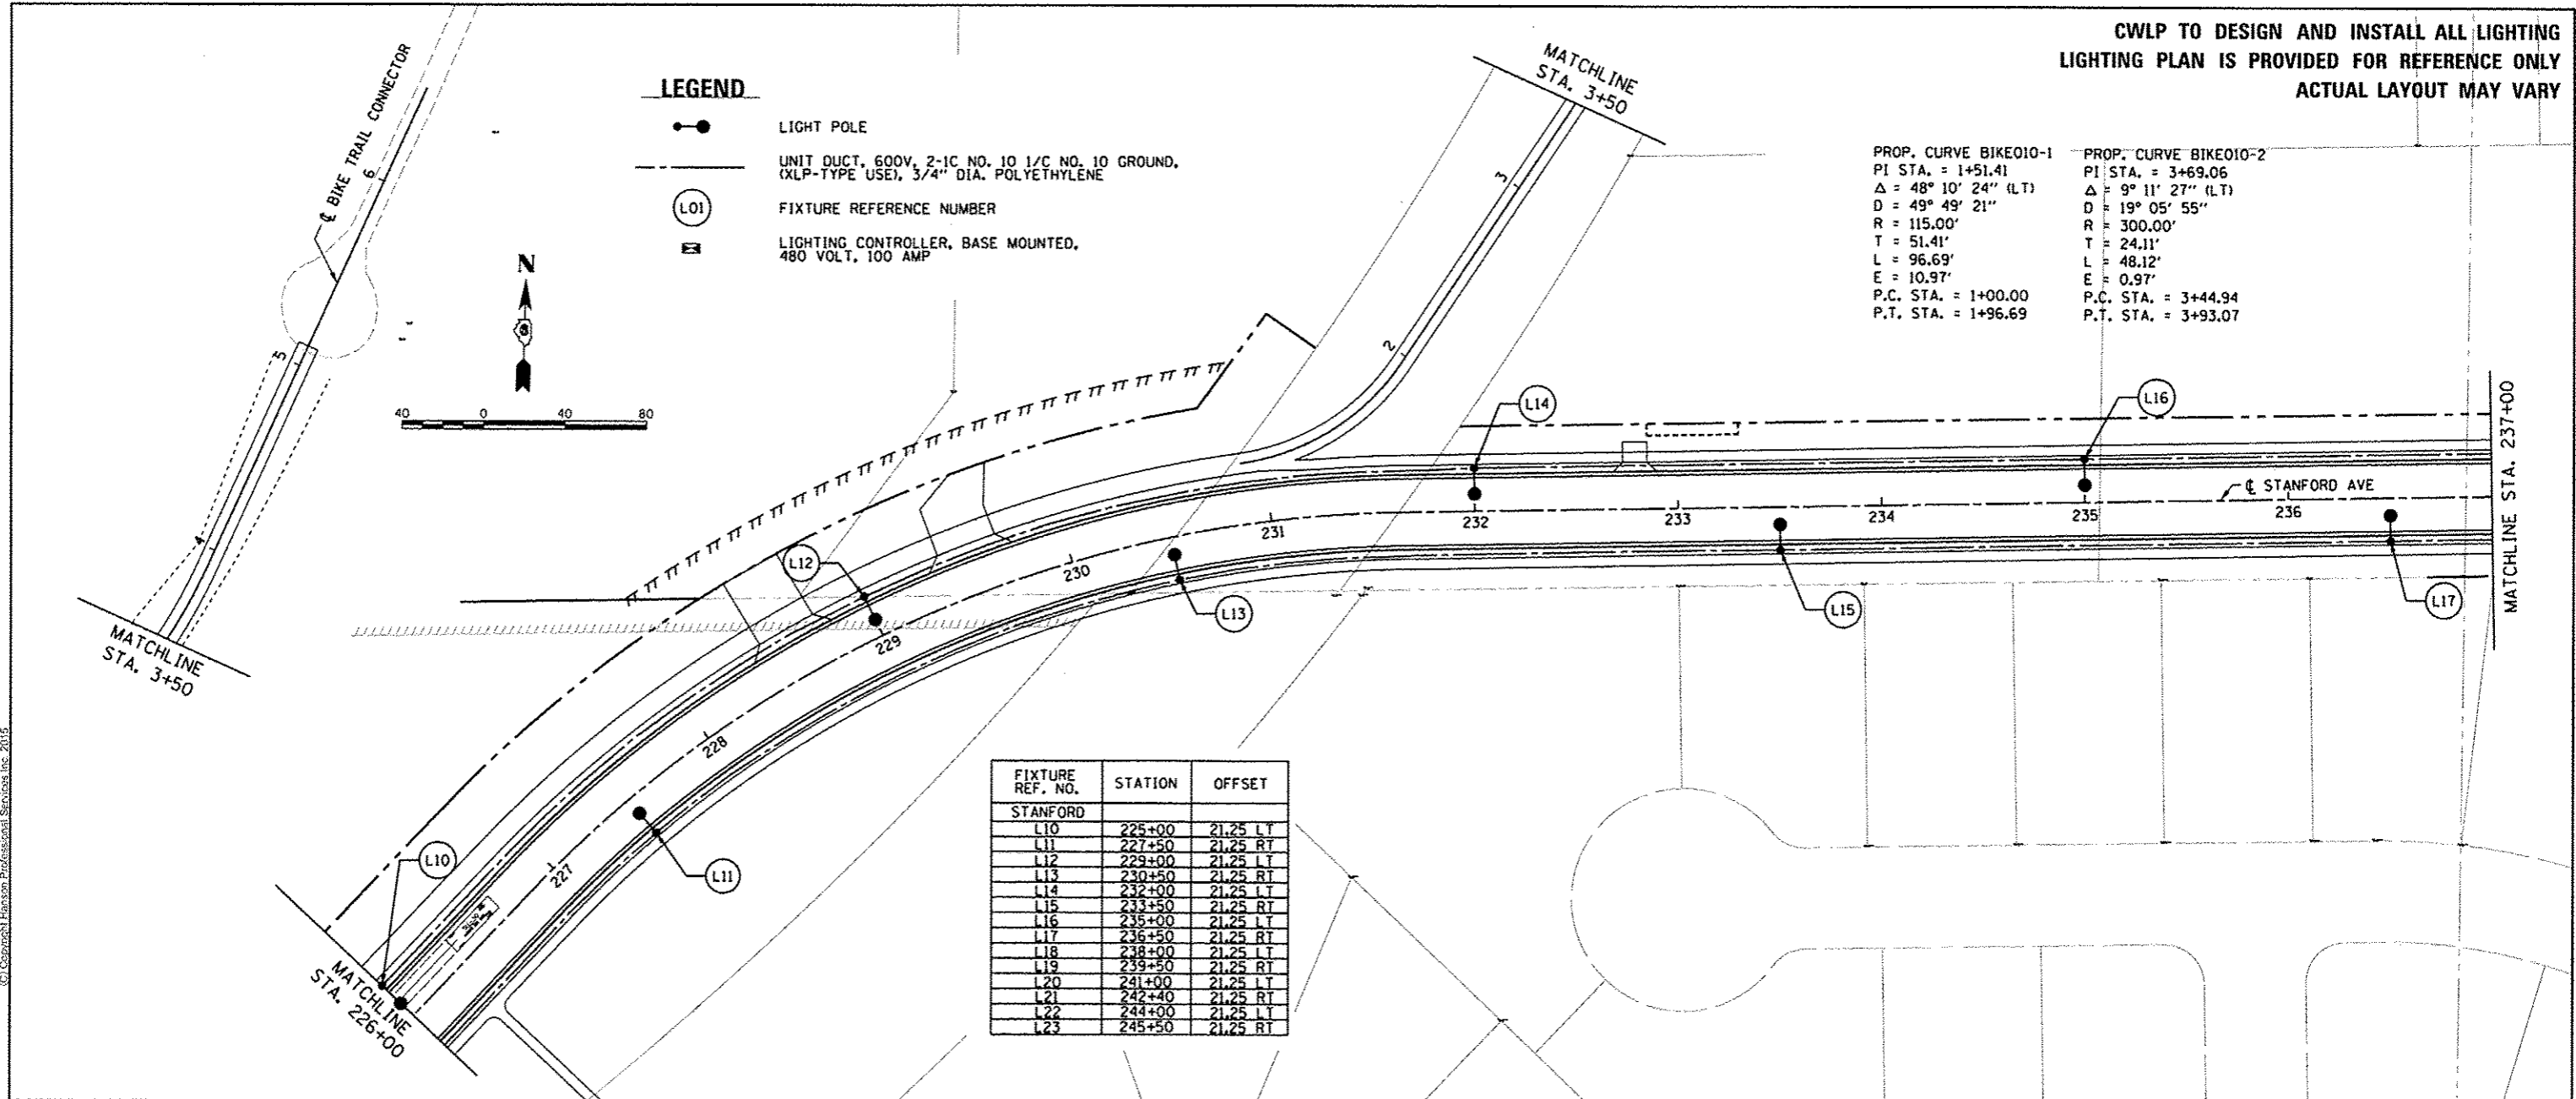 CWLP TO DESIGN AND INSTALL ALL LIGHTING
LIGHTING PLAN IS PROVIDED FOR REFERENCE ONLY
ACTUAL LAYOUT MAY VARY
LEGEND
LIGHT POLE
UNIT DUCT, 600V, 2-1C NO. 10 1/C NO. 10 GROUND,
(XLP-TYPE USE), 3/4" DIA. POLYETHYLENE
L01 FIXTURE REFERENCE NUMBER
LIGHTING CONTROLLER, BASE MOUNTED,
480 VOLT, 100 AMP
℄ BIKE TRAIL CONNECTOR
6
5
4
MATCHLINE
STA. 3+50
N
40 0 40 80
MATCHLINE
STA. 3+50
3
2
PROP. CURVE BIKE010-1
PI STA. = 1+51.41
Δ = 48° 10' 24" (LT)
D = 49° 49' 21"
R = 115.00'
T = 51.41'
L = 96.69'
E = 10.97'
P.C. STA. = 1+00.00
P.T. STA. = 1+96.69
PROP. CURVE BIKE010-2
PI STA. = 3+69.06
Δ = 9° 11' 27" (LT)
D = 19° 05' 55"
R = 300.00'
T = 24.11'
L = 48.12'
E = 0.97'
P.C. STA. = 3+44.94
P.T. STA. = 3+93.07
L14
L16
℄ STANFORD AVE
MATCHLINE STA. 237+00
231
232
233
234
235
236
L12
230
229
L13
L15
L17
228
227
L10
L11
MATCHLINE
STA. 226+00
FIXTURE REF. NO. STATION OFFSET
STANFORD
L10 225+00 21.25 LT
L11 227+50 21.25 RT
L12 229+00 21.25 LT
L13 230+50 21.25 RT
L14 232+00 21.25 LT
L15 233+50 21.25 RT
L16 235+00 21.25 LT
L17 236+50 21.25 RT
L18 238+00 21.25 LT
L19 239+50 21.25 RT
L20 241+00 21.25 LT
L21 242+40 21.25 RT
L22 244+00 21.25 LT
L23 245+50 21.25 RT
(C) Copyright Hanson Professional Services Inc. 2015